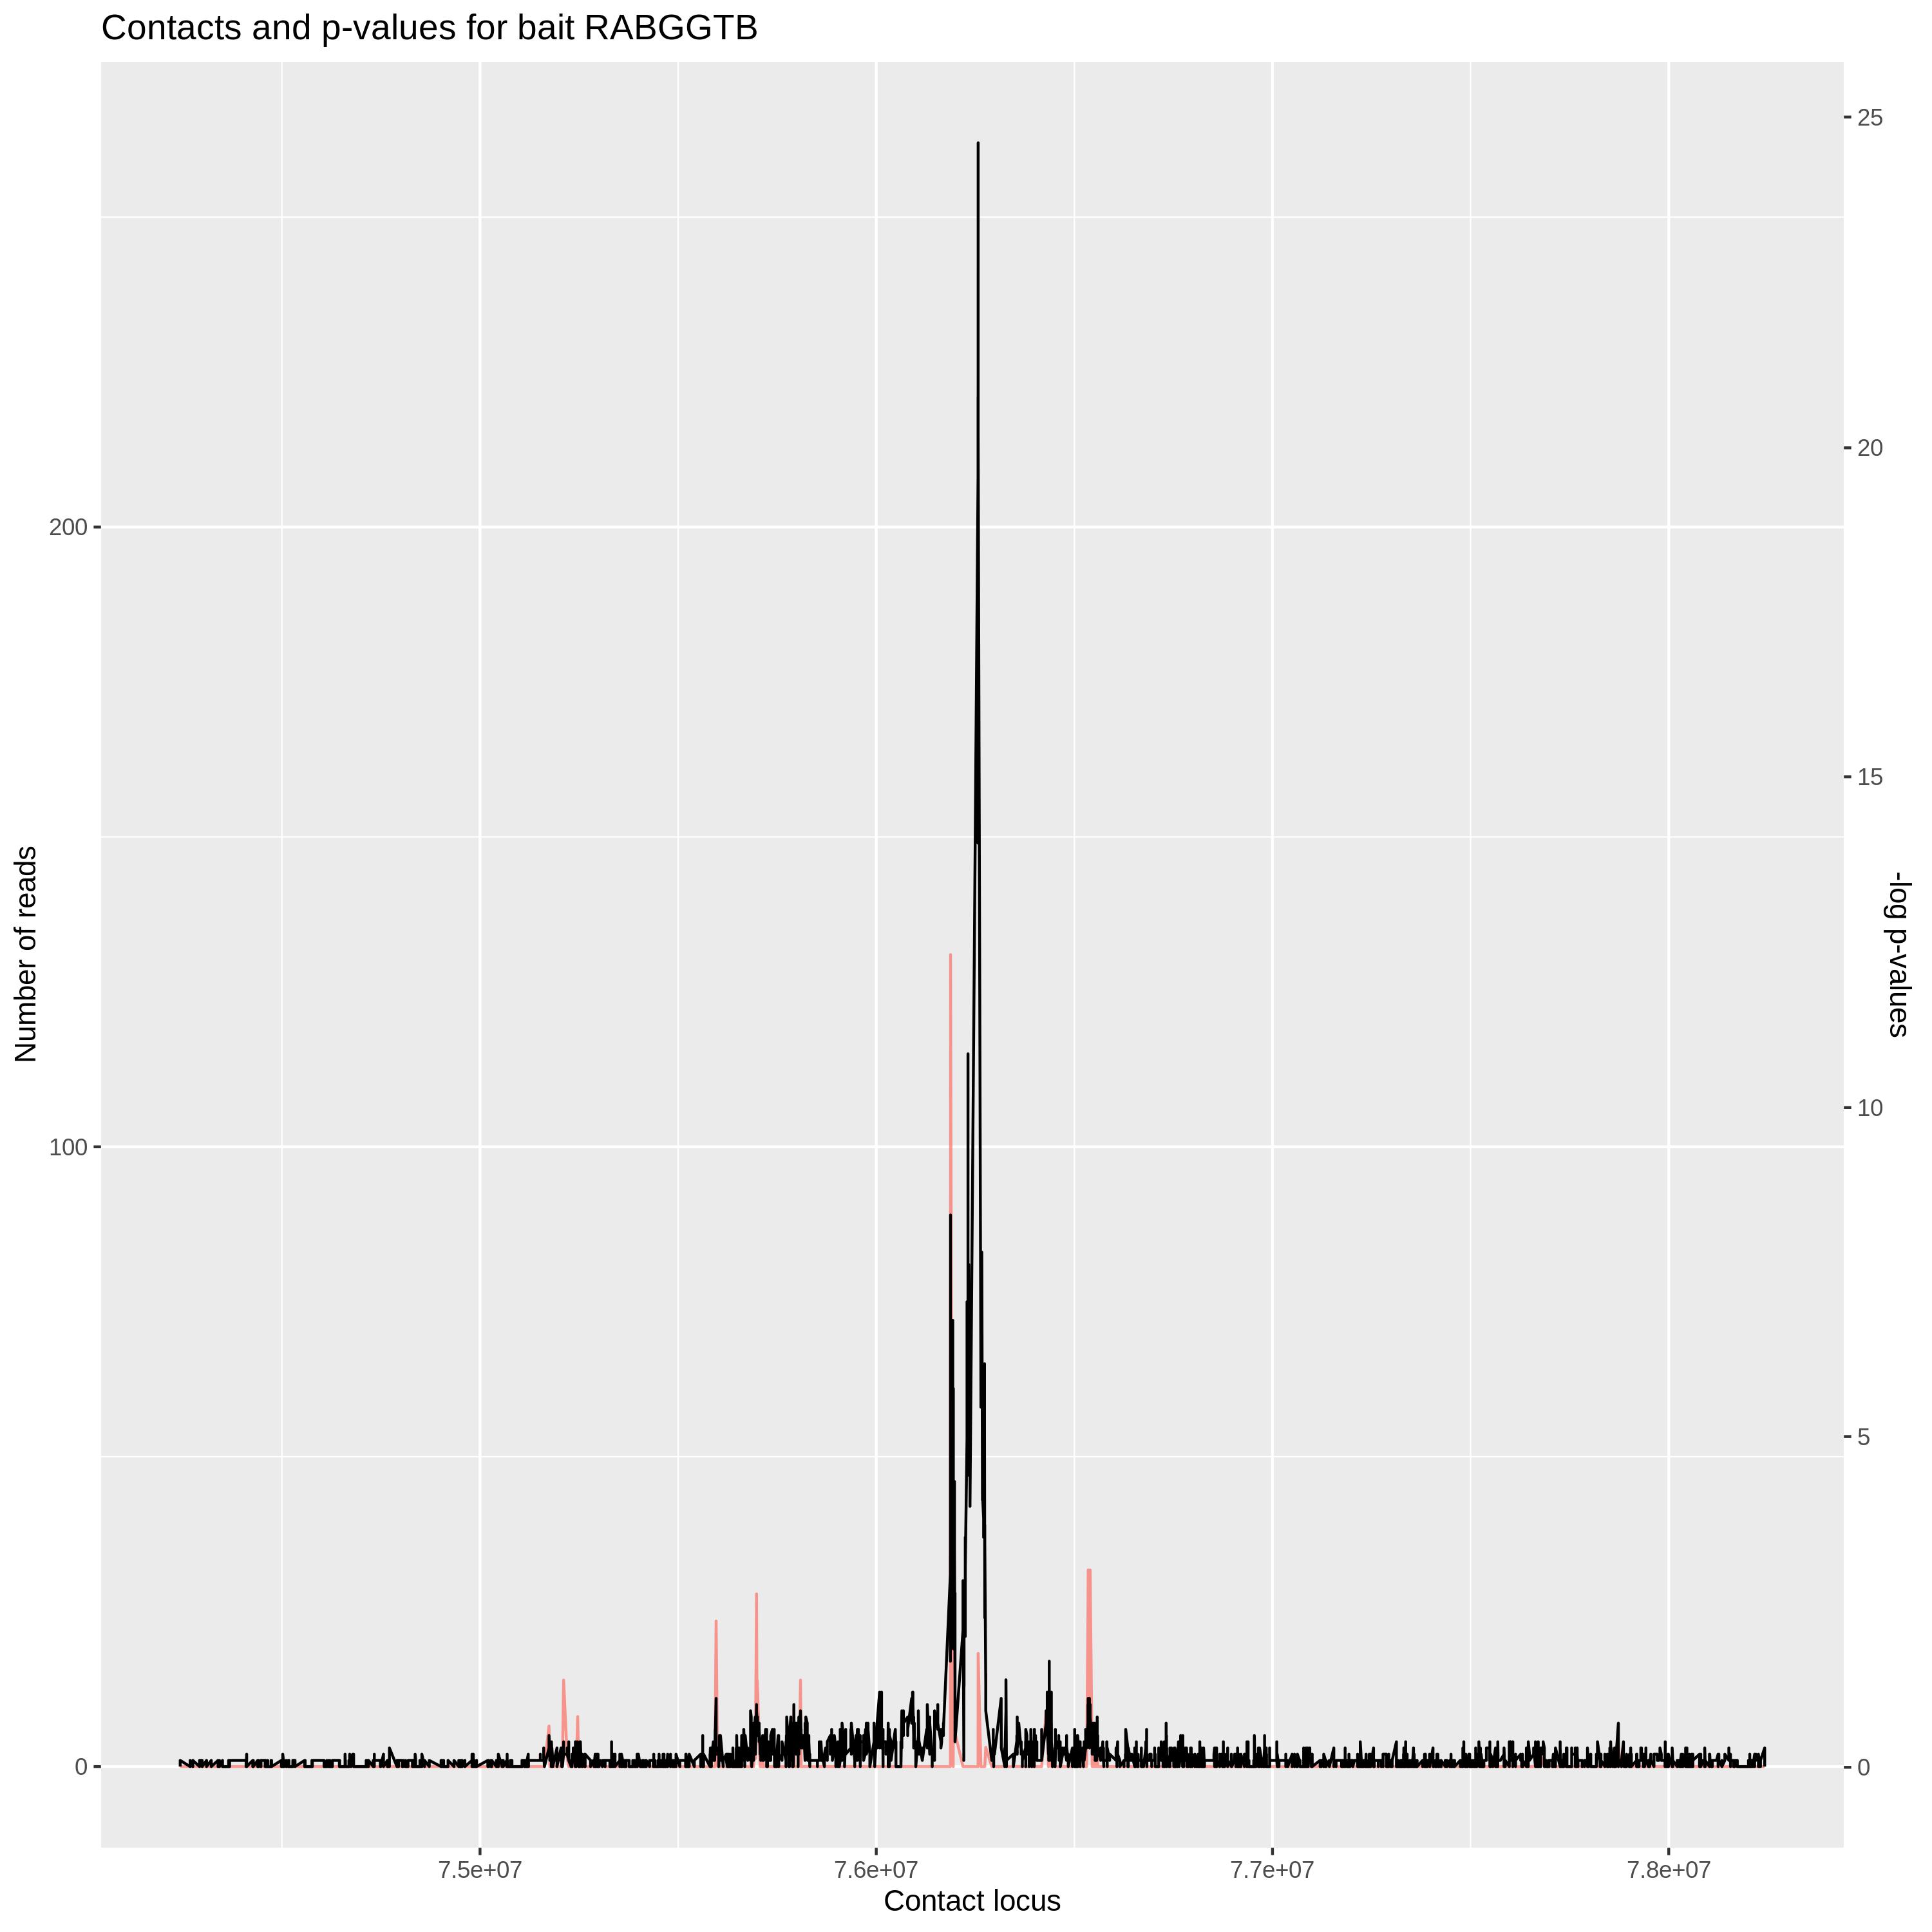 Contacts and p-values for bait RABGGTB
Number of reads
200
100
0
25
20
15
10
5
0
-log p-values
7.5e+07
7.6e+07
7.7e+07
7.8e+07
Contact locus